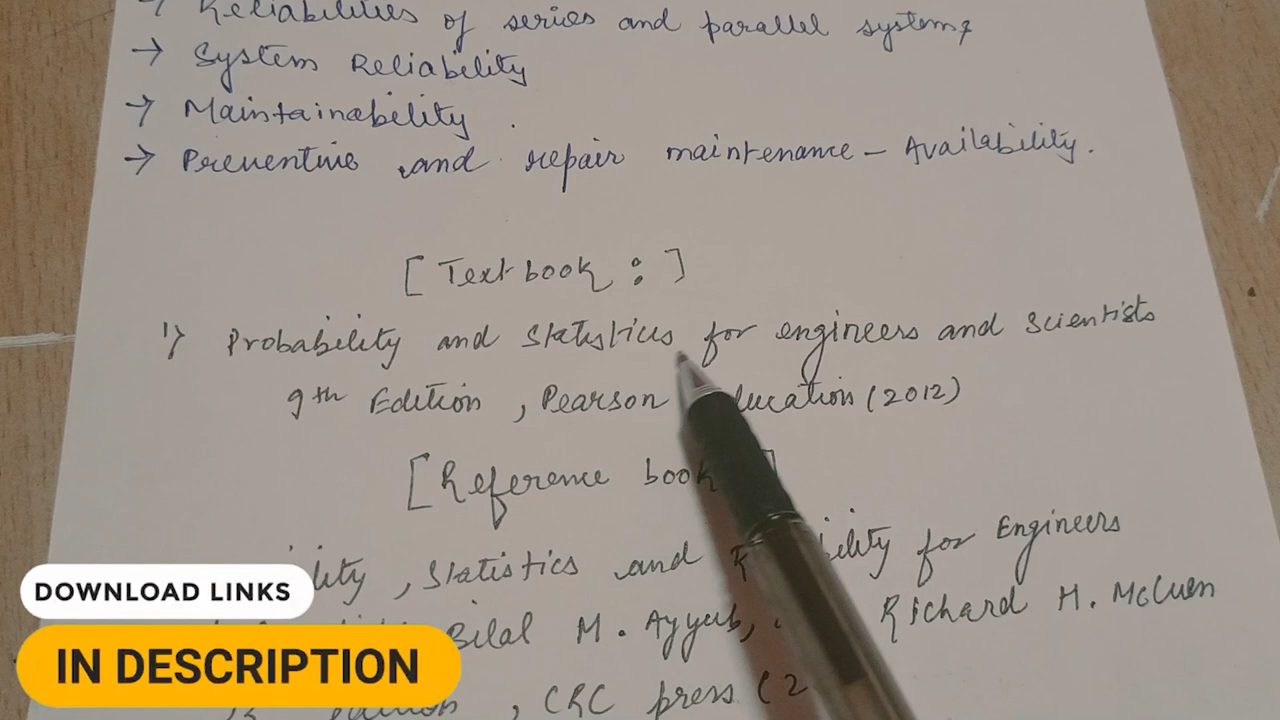 → Reliabilities of series and parallel systems
→ System Reliability
→ Maintainability.
→ Preventive and repair maintenance – Availability.
[Text book :]
1) Probability and Statistics for engineers and Scientists
9th Edition, Pearson (2012)
[Reference book
, Statistics and for Engineers
Bilal M. Ayyub, Richard H. McCuen
, CRC press (2
DOWNLOAD LINKS
IN DESCRIPTION